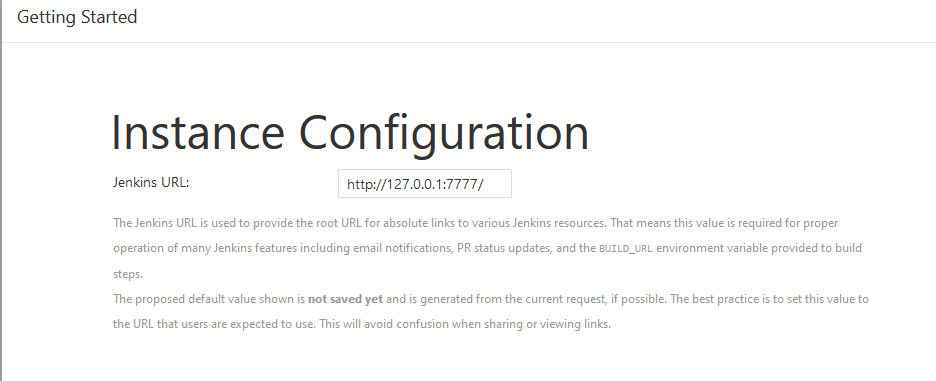 Getting Started
Instance Configuration
Jenkins URL: http://127.0.0.1:7777/
The Jenkins URL is used to provide the root URL for absolute links to various Jenkins resources. That means this value is required for proper
operation of many Jenkins features including email notifications, PR status updates, and the BUILD_URL environment variable provided to build
steps.
The proposed default value shown is not saved yet and is generated from the current request, if possible. The best practice is to set this value to
the URL that users are expected to use. This will avoid confusion when sharing or viewing links.